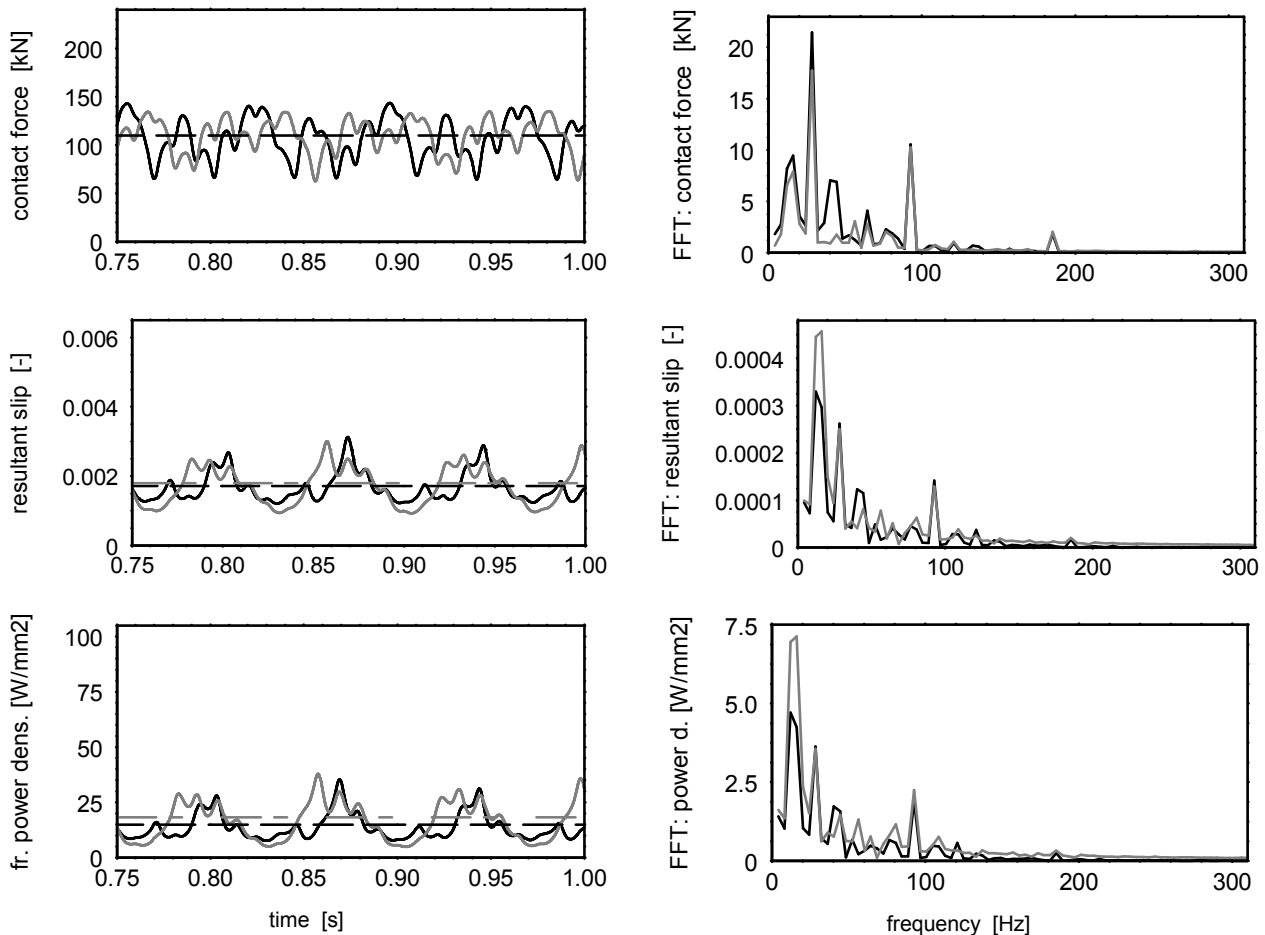 contact force [kN]
200
150
100
50
0
0.75 0.80 0.85 0.90 0.95 1.00
FFT: contact force [kN]
20
15
10
5
0
0 100 200 300
resultant slip [-]
0.006
0.004
0.002
0
0.75 0.80 0.85 0.90 0.95 1.00
FFT: resultant slip [-]
0.0004
0.0003
0.0002
0.0001
0
0 100 200 300
fr. power dens. [W/mm2]
100
75
50
25
0
0.75 0.80 0.85 0.90 0.95 1.00
time [s]
FFT: power d. [W/mm2]
7.5
5.0
2.5
0
0 100 200 300
frequency [Hz]